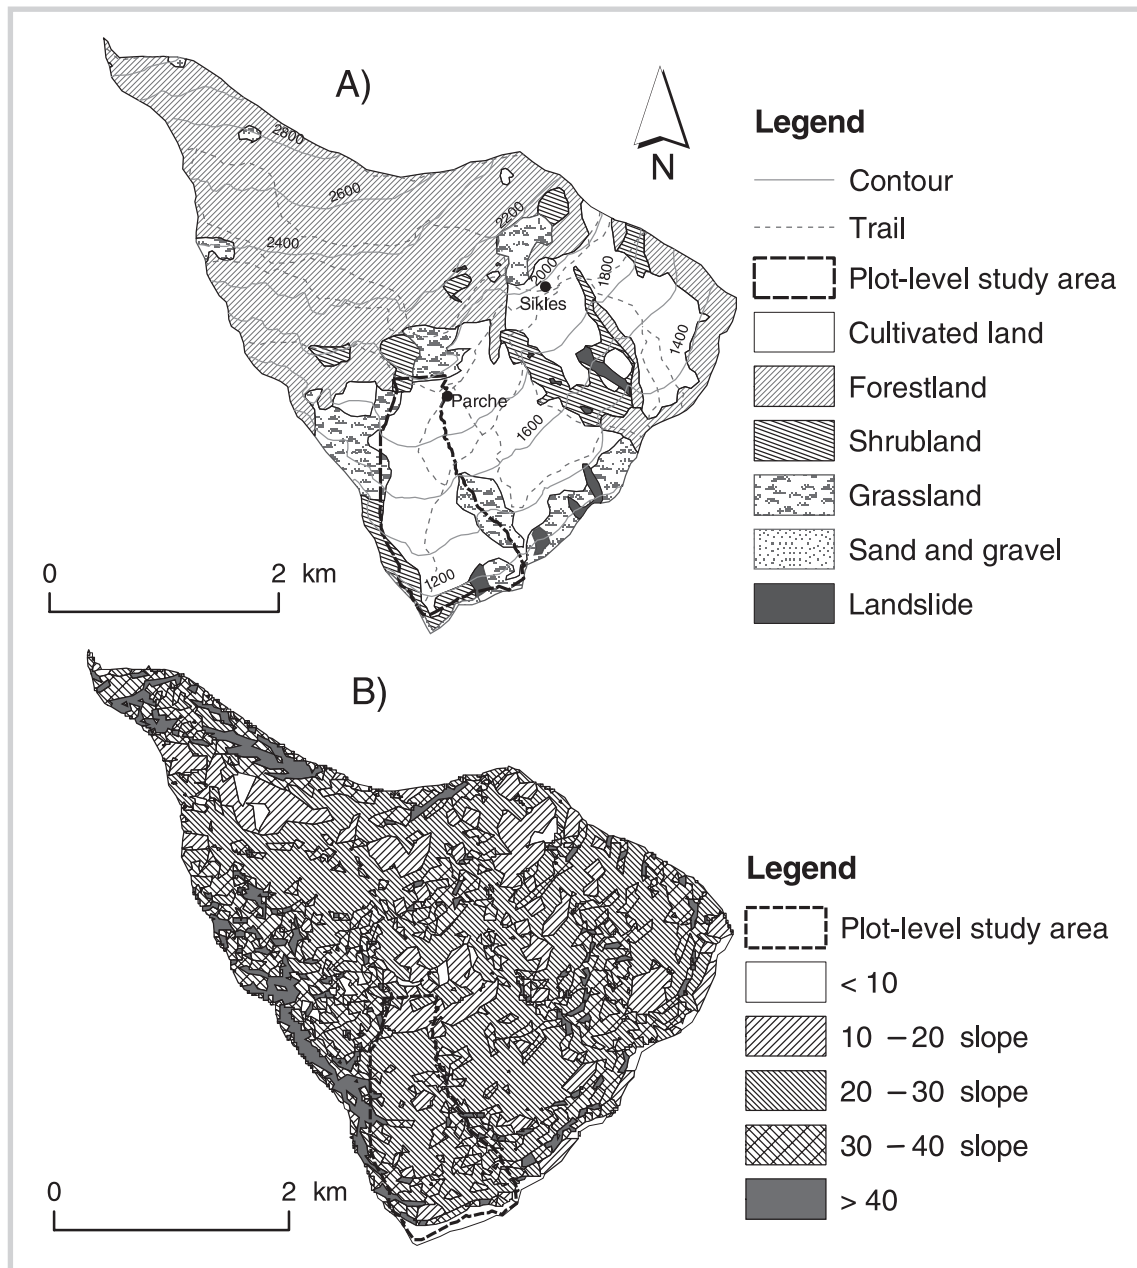 A)
N
2800
2600
2400
2200
2000
1800
1400
Sikles
Parche
1600
1200
0 2 km
Legend
Contour
Trail
Plot-level study area
Cultivated land
Forestland
Shrubland
Grassland
Sand and gravel
Landslide
B)
0 2 km
Legend
Plot-level study area
< 10
10 – 20 slope
20 – 30 slope
30 – 40 slope
> 40